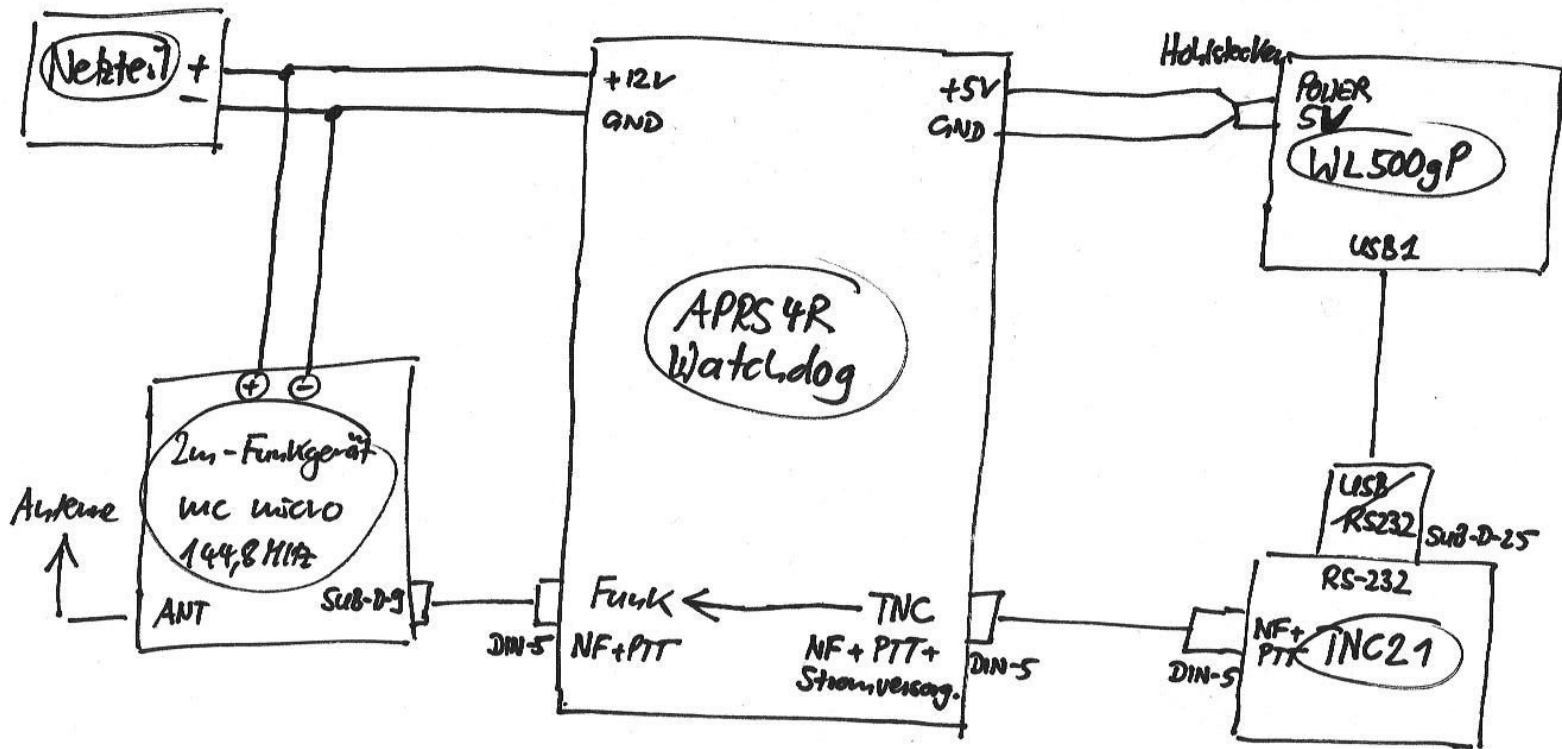 Netzteil
+
−
+12V
GND
+5V
GND
Hohlstecker
POWER
5V
WL500gP
USB1
APRS4R
Watchdog
+ −
2m-Funkgerät
mc micro
144,8 MHz
Antenne
ANT
SUB-D-9
DIN-5
Funk
NF+PTT
TNC
NF + PTT +
Stromversorg.
DIN-5
USB/
RS232
SUB-D-25
RS-232
NF+
PTT
TNC21
DIN-5